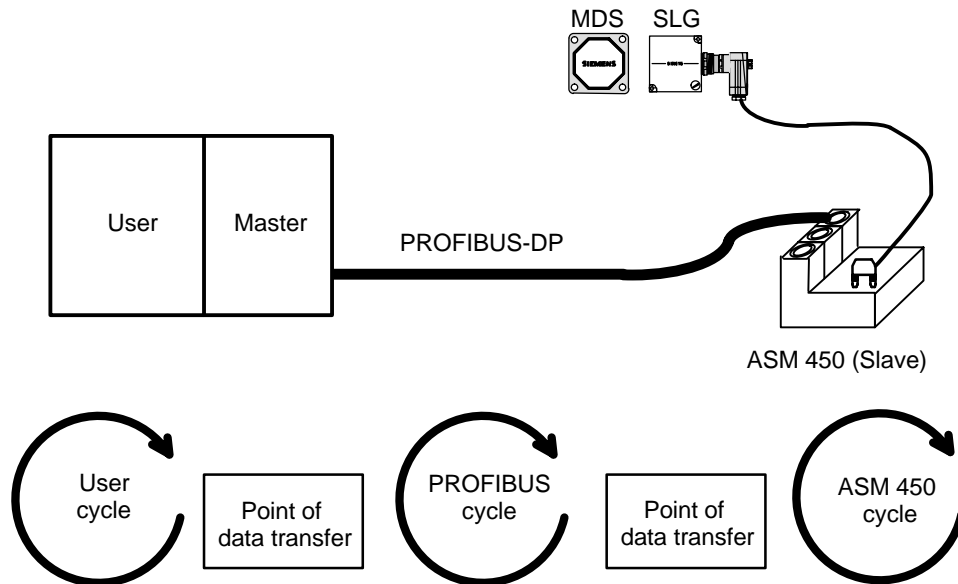 MDS
SLG
SIEMENS
User
Master
PROFIBUS-DP
ASM 450 (Slave)
User
cycle
Point of
data transfer
PROFIBUS
cycle
Point of
data transfer
ASM 450
cycle